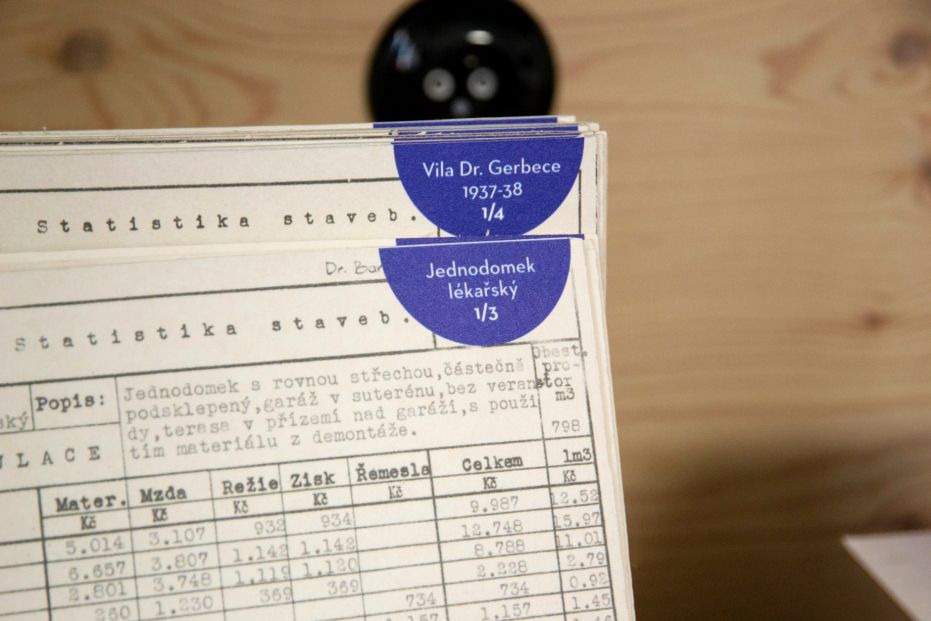 Vila Dr. Gerbece
1937-38
1/4
Statistika staveb.
Dr.
Jednodomek
lékařský
1/3
Statistika staveb.
Popis:
Jednodomek s rovnou střechou,částečně
podsklepený,garáž v suterénu,bez veran
dy,terasa v přízemí nad garáží,s použi
tím materiálu z demontáže.
Obest.
pro-
stor
m3
798
ský
ULACE
Mater. Mzda Režie Zisk Řemesla Celkem 1m3
Kč Kč Kč Kč Kč Kč Kč
5.014 3.107 932 934 9.987 12.52
6.657 3.807 1.142 1.142 12.748 15.97
2.801 3.748 1.119 1.120 8.788 11.01
260 1.230 369 369 2.228 2.79
734 734 0.92
1.157 1.157 1.45